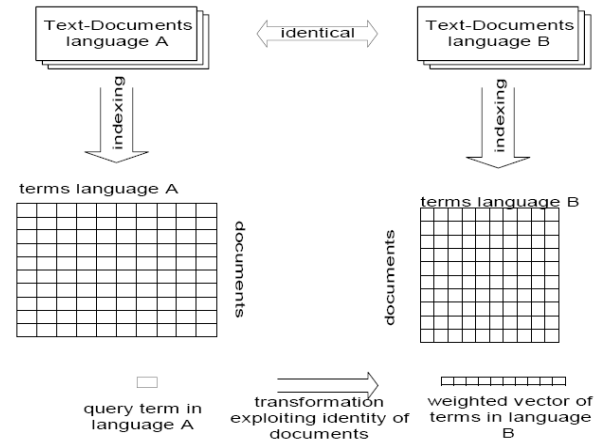 Text-Documents
language A
identical
Text-Documents
language B
indexing
indexing
terms language A
terms language B
documents
documents
query term in
language A
transformation
exploiting identity of
documents
weighted vector of
terms in language
B